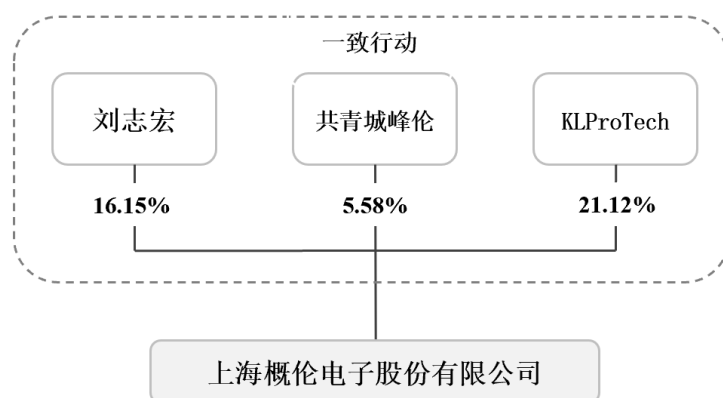 一致行动
刘志宏
共青城峰伦
KLProTech
16.15%
5.58%
21.12%
上海概伦电子股份有限公司